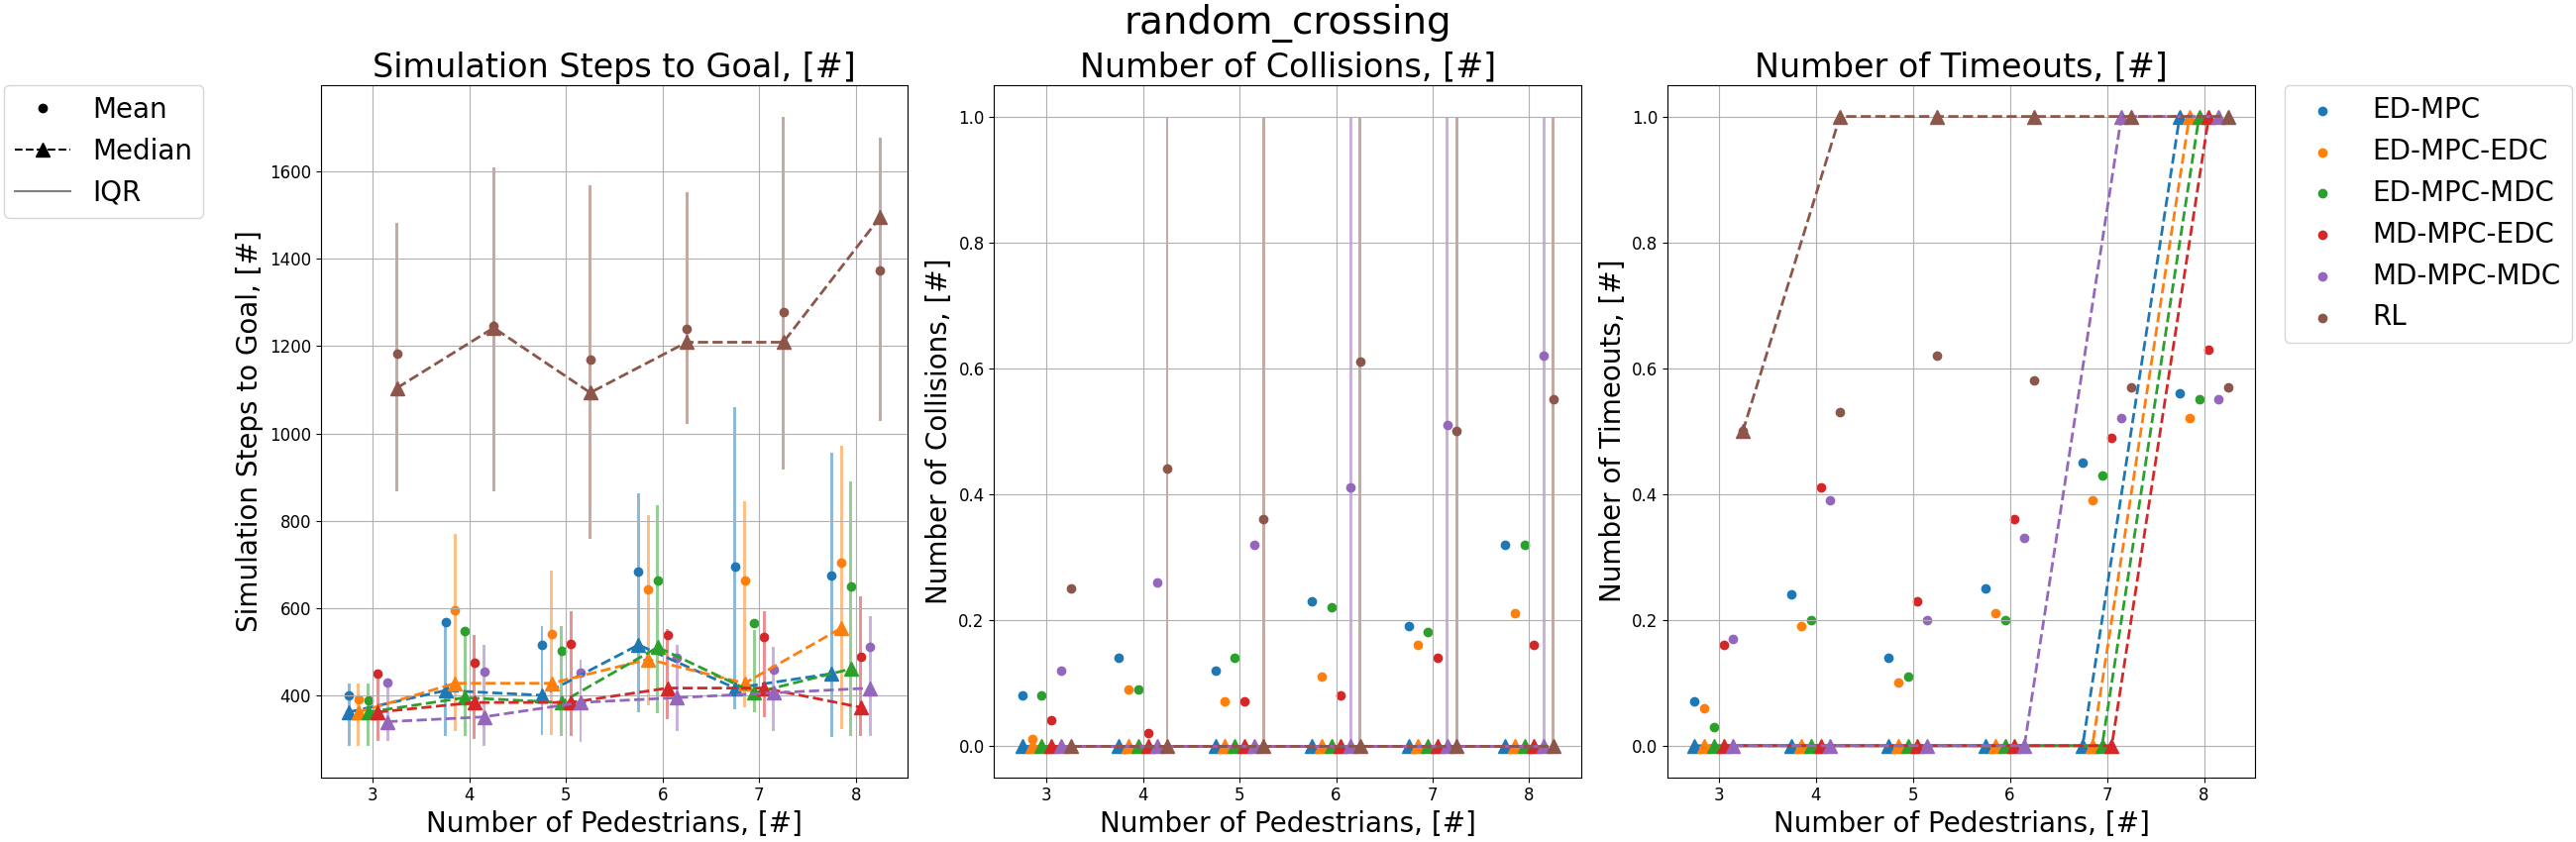 random_crossing
Mean
Median
IQR
Simulation Steps to Goal, [#]
Simulation Steps to Goal, [#]
1600
1400
1200
1000
800
600
400
3 4 5 6 7 8
Number of Pedestrians, [#]
Number of Collisions, [#]
Number of Collisions, [#]
1.0
0.8
0.6
0.4
0.2
0.0
3 4 5 6 7 8
Number of Pedestrians, [#]
Number of Timeouts, [#]
Number of Timeouts, [#]
1.0
0.8
0.6
0.4
0.2
0.0
3 4 5 6 7 8
Number of Pedestrians, [#]
ED-MPC
ED-MPC-EDC
ED-MPC-MDC
MD-MPC-EDC
MD-MPC-MDC
RL